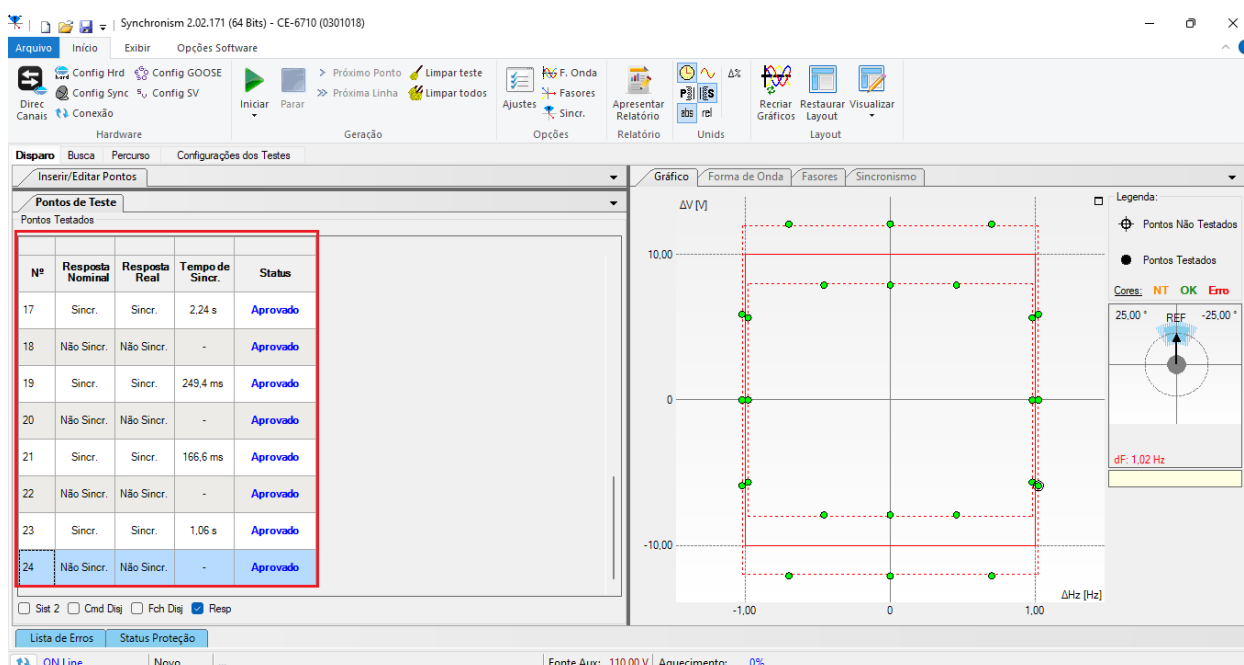 Synchronism 2.02.171 (64 Bits) - CE-6710 (0301018)
Arquivo Início Exibir Opções Software
Direc Canais
Config Hrd Config GOOSE
Config Sync Config SV
Conexão
Hardware
Iniciar Parar
Próximo Ponto Limpar teste
Próxima Linha Limpar todos
Geração
Ajustes
F. Onda
Fasores
Sincr.
Opções
Apresentar Relatório
Relatório
Δ%
abs rel
Unids
Recriar Gráficos
Restaurar Layout
Visualizar
Layout
Disparo Busca Percurso Configurações dos Testes
Inserir/Editar Pontos
Pontos de Teste
Pontos Testados
Nº Resposta Nominal Resposta Real Tempo de Sincr. Status
17 Sincr. Sincr. 2,24 s Aprovado
18 Não Sincr. Não Sincr. - Aprovado
19 Sincr. Sincr. 249,4 ms Aprovado
20 Não Sincr. Não Sincr. - Aprovado
21 Sincr. Sincr. 166,6 ms Aprovado
22 Não Sincr. Não Sincr. - Aprovado
23 Sincr. Sincr. 1,06 s Aprovado
24 Não Sincr. Não Sincr. - Aprovado
Sist 2 Cmd Disj Fch Disj Resp
Lista de Erros Status Proteção
Gráfico Forma de Onda Fasores Sincronismo
ΔV [V]
10,00
0
-10,00
-1,00 0 1,00
ΔHz [Hz]
Legenda:
Pontos Não Testados
Pontos Testados
Cores: NT OK Erro
25,00 ° REF -25,00 °
dF: 1,02 Hz
ON Line Novo ... Fonte Aux: 110,00 V Aquecimento: 0%